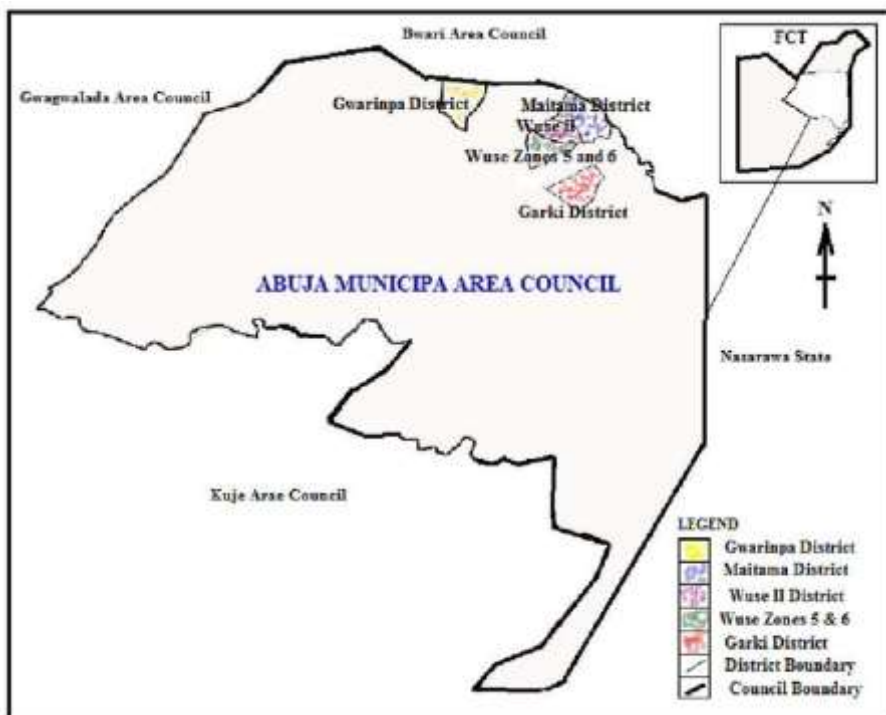 Bwari Area Council
FCT
Gwagwalada Area Council
Gwarinpa District
Maitama District
Wuse II
Wuse Zones 5 and 6
Garki District
N
ABUJA MUNICIPA AREA COUNCIL
Nasarawa State
Kuje Arae Council
LEGEND
Gwarinpa District
Maitama District
Wuse II District
Wuse Zones 5 & 6
Garki District
District Boundary
Council Boundary